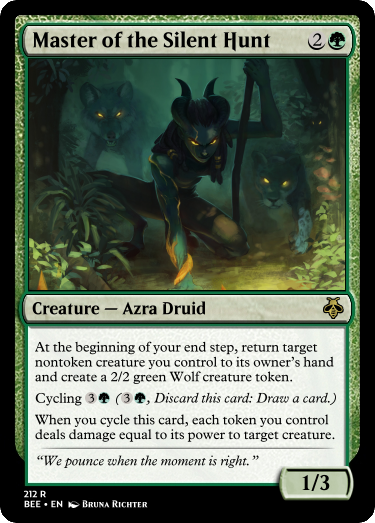 Master of the Silent Hunt 2
Creature — Azra Druid
At the beginning of your end step, return target
nontoken creature you control to its owner's hand
and create a 2/2 green Wolf creature token.
Cycling 3 (3, Discard this card: Draw a card.)
When you cycle this card, each token you control
deals damage equal to its power to target creature.
“We pounce when the moment is right.”
1/3
212 R
BEE • EN Bruna Richter